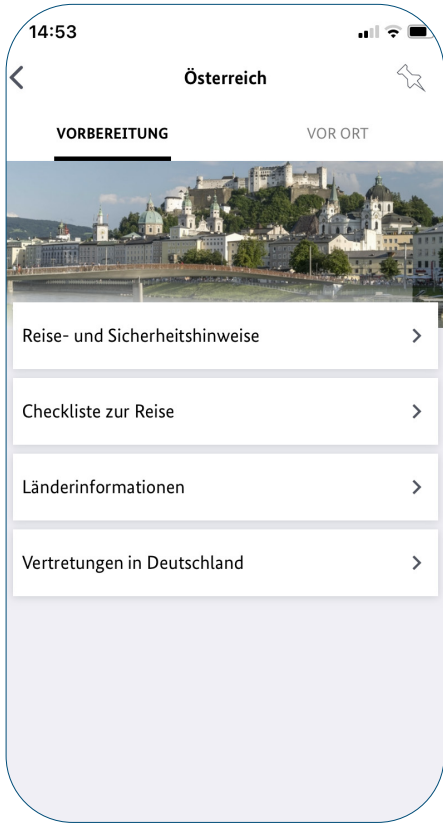 14:53
Österreich
VORBEREITUNG
VOR ORT
Reise- und Sicherheitshinweise
Checkliste zur Reise
Länderinformationen
Vertretungen in Deutschland